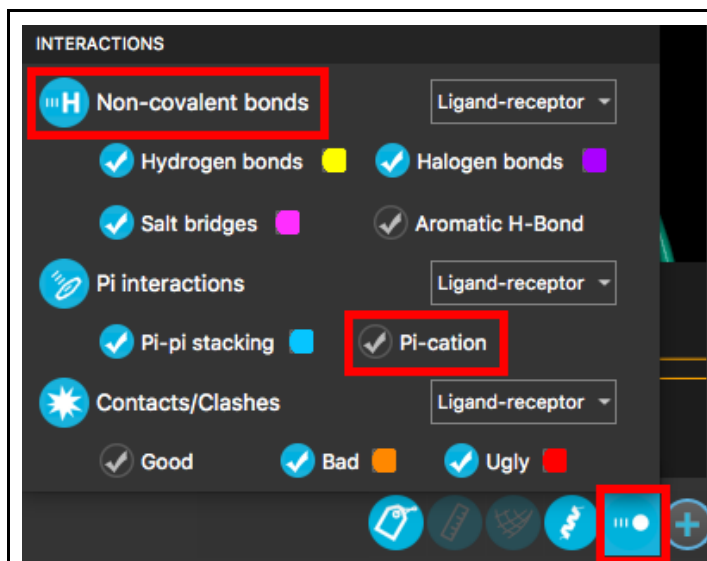 INTERACTIONS
H Non-covalent bonds Ligand-receptor
Hydrogen bonds Halogen bonds
Salt bridges Aromatic H-Bond
Pi interactions Ligand-receptor
Pi-pi stacking Pi-cation
Contacts/Clashes Ligand-receptor
Good Bad Ugly